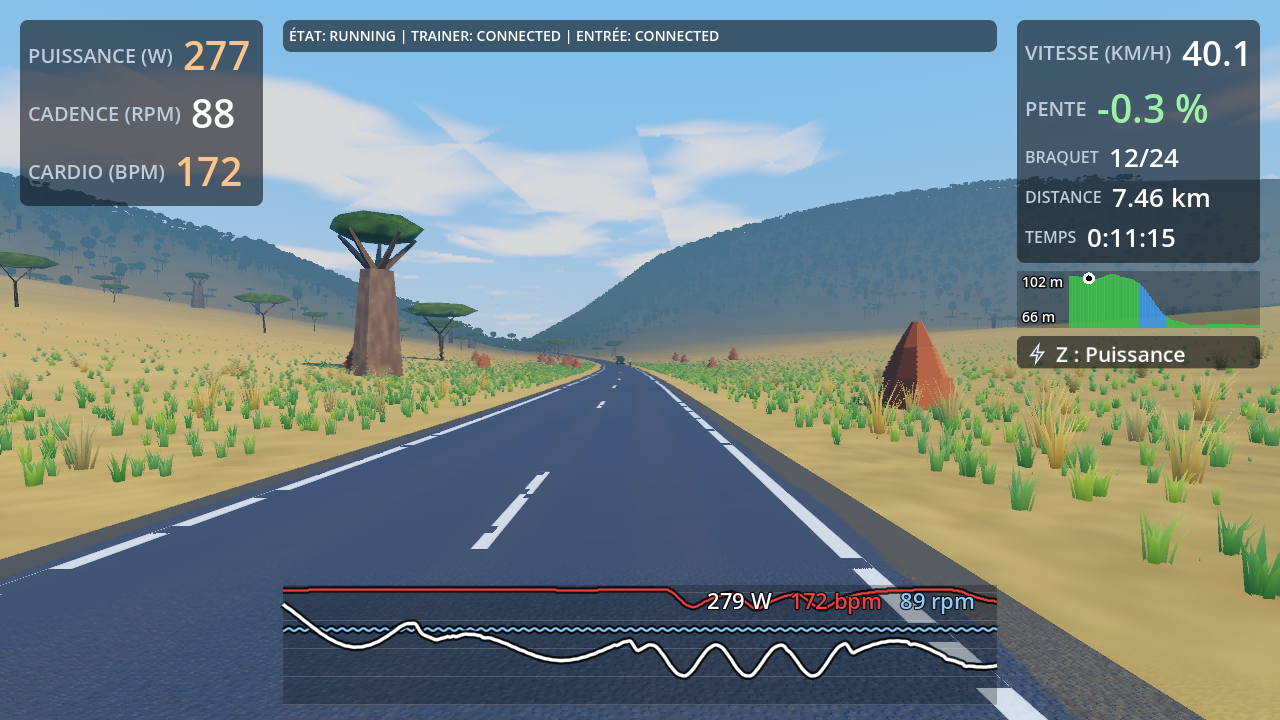 PUISSANCE (W) 277
CADENCE (RPM) 88
CARDIO (BPM) 172
ÉTAT: RUNNING | TRAINER: CONNECTED | ENTRÉE: CONNECTED
VITESSE (KM/H) 40.1
PENTE -0.3 %
BRAQUET 12/24
DISTANCE 7.46 km
TEMPS 0:11:15
102 m
66 m
Z : Puissance
279 W 172 bpm 89 rpm